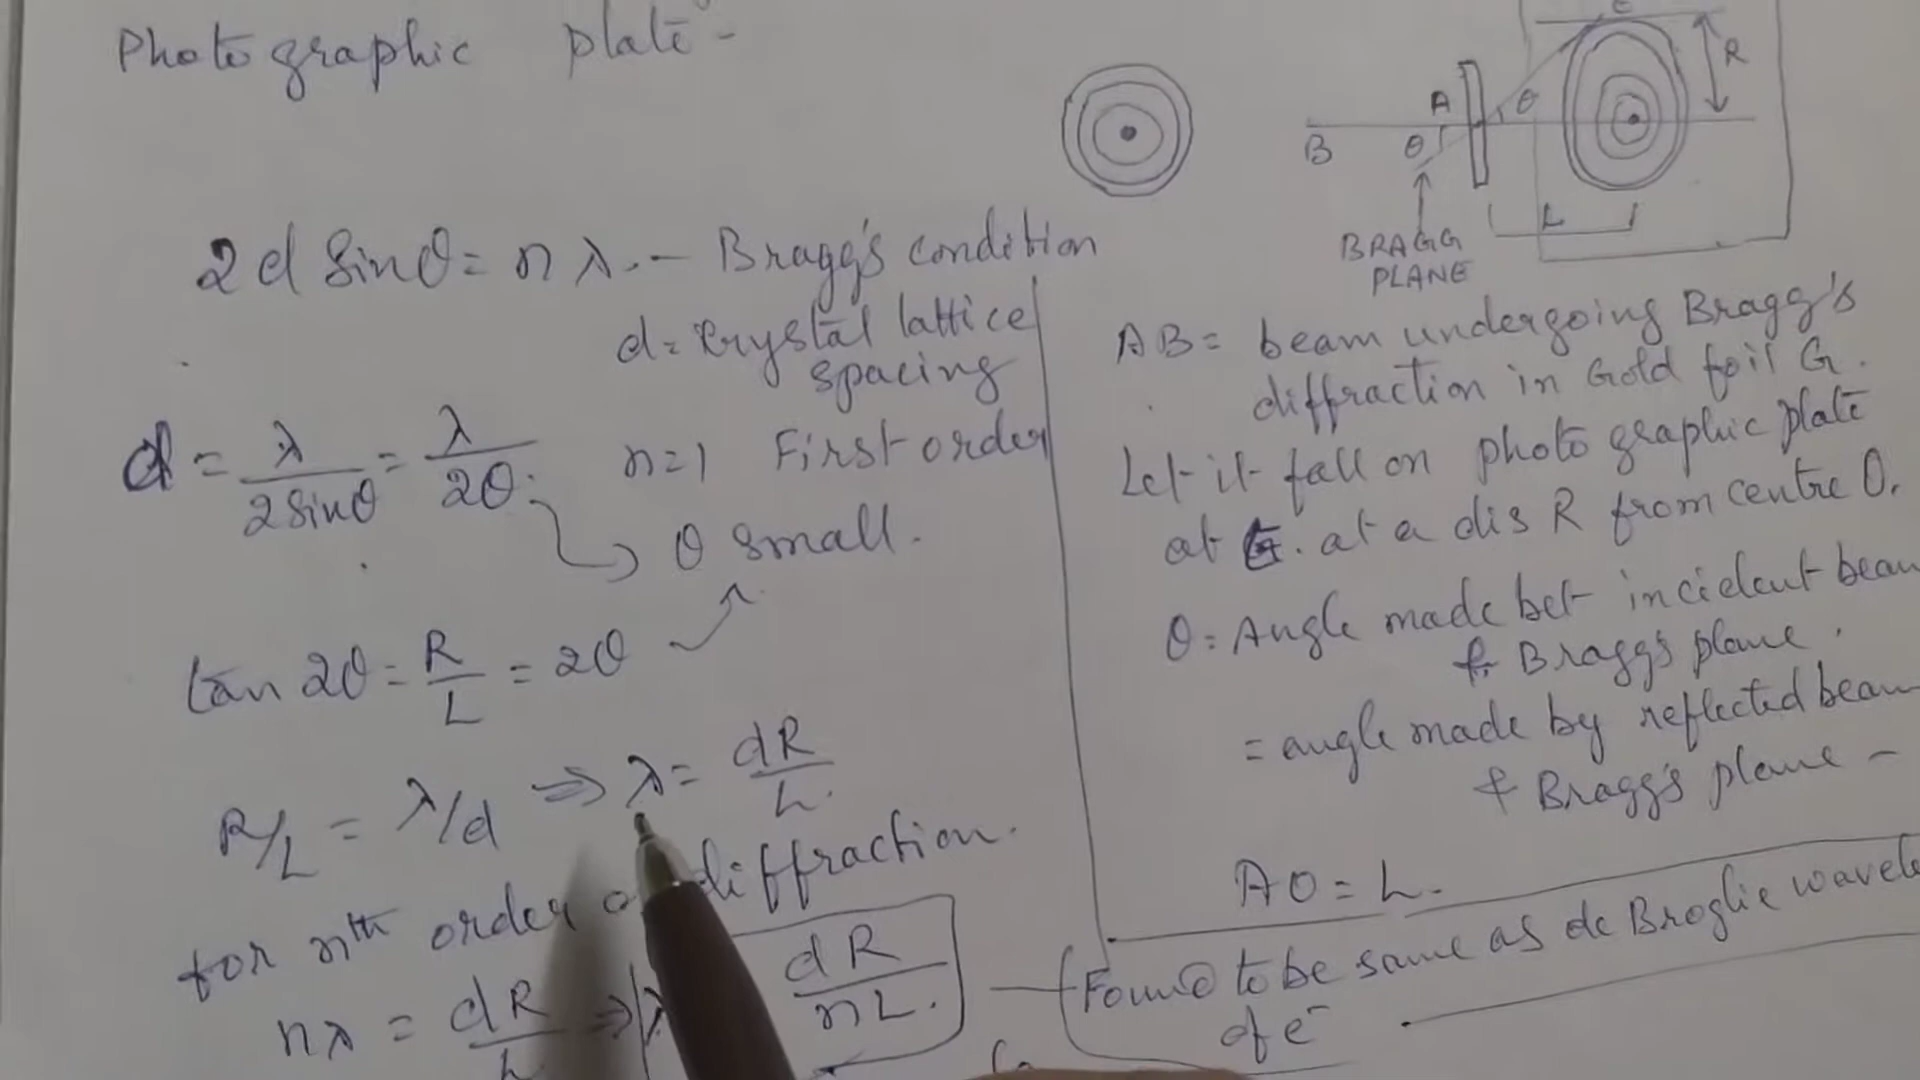 Photographic plate -
E
R
A
θ
B
θ
L
BRAGG
PLANE
2d Sinθ = nλ. - Bragg's condition
d = Crystal lattice
spacing
d = λ/2Sinθ = λ/2θ. n=1 First order
θ small.
tan 2θ = R/L = 2θ
R/L = λ/d ⇒ λ = dR/L.
for nth order diffraction.
nλ = dR/L ⇒ λ dR/nL.
AB = beam undergoing Bragg's
diffraction in Gold foil G.
Let it fall on photographic plate
at . at a dis R from centre O.
θ = Angle made bet incident beam
& Braggs plane.
= angle made by reflected beam
& Bragg's plane -
AO = L.
Found to be same as de Broglie wavele
of e-